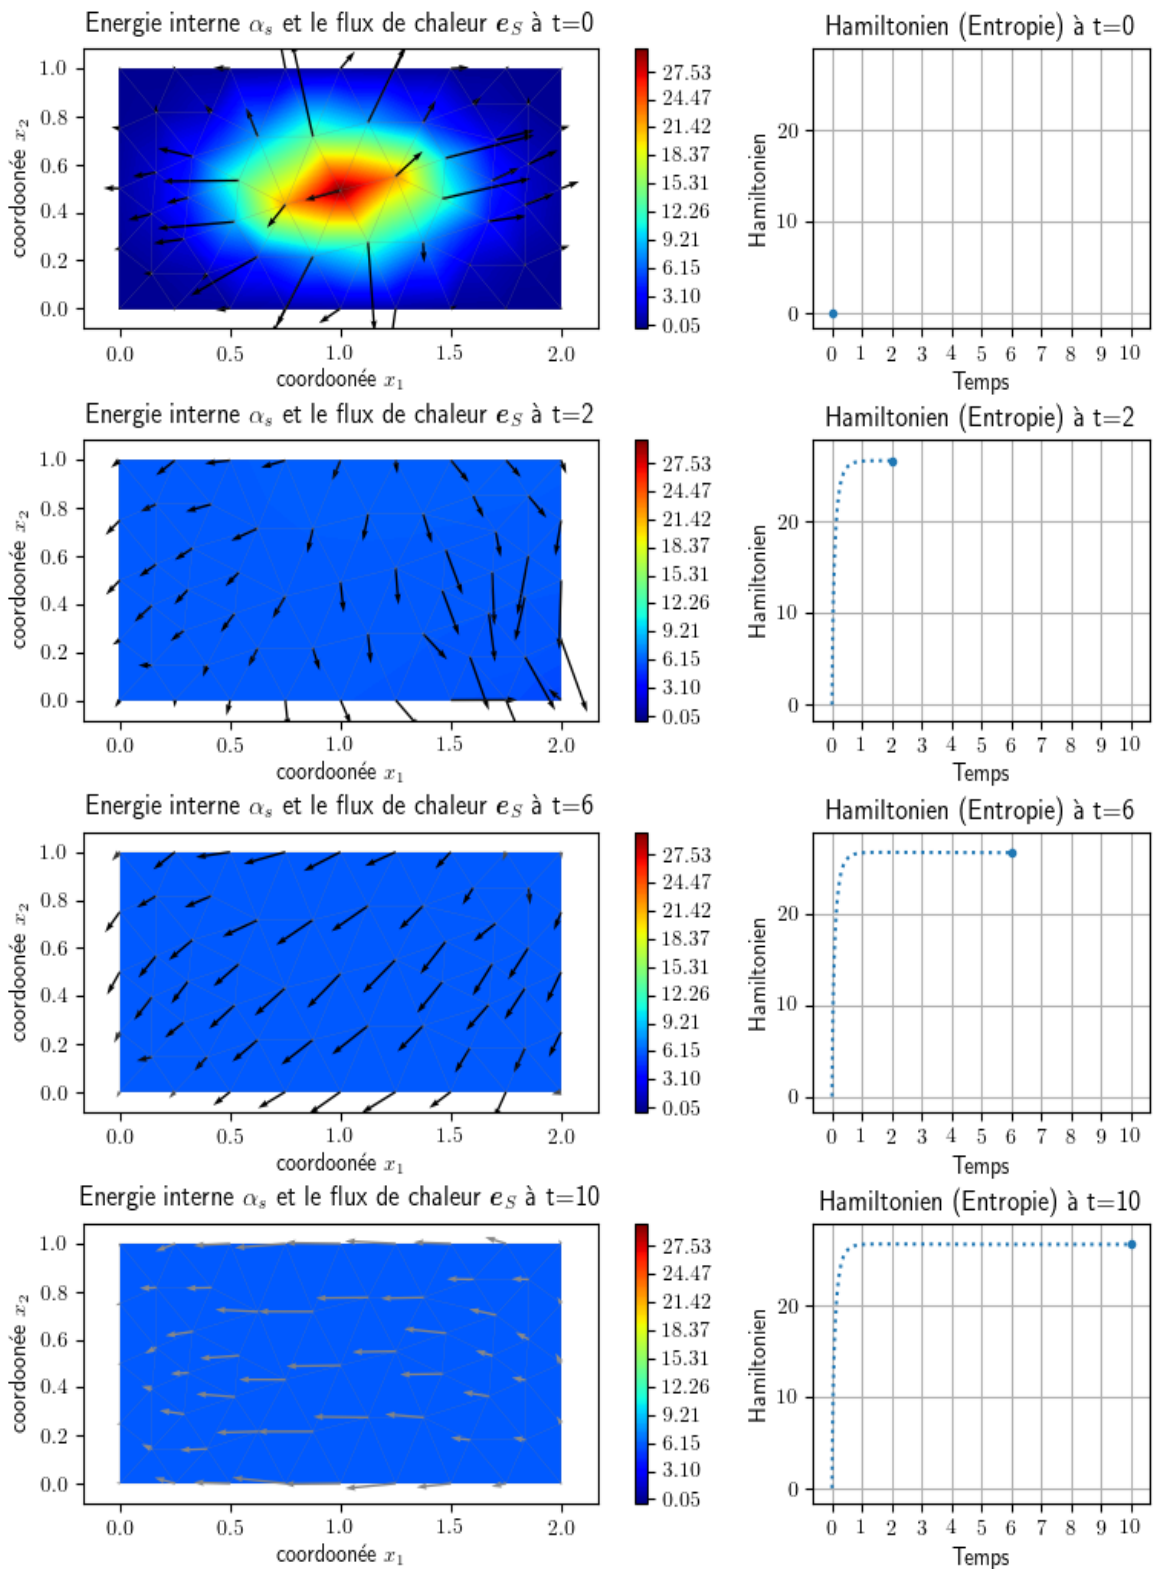 Energie interne αs et le flux de chaleur eS à t=0
Hamiltonien (Entropie) à t=0
coordoonée x2
1.0
0.8
0.6
0.4
0.2
0.0
0.0 0.5 1.0 1.5 2.0
coordoonée x1
27.53
24.47
21.42
18.37
15.31
12.26
9.21
6.15
3.10
0.05
Hamiltonien
20
10
0
0 1 2 3 4 5 6 7 8 9 10
Temps
Energie interne αs et le flux de chaleur eS à t=2
Hamiltonien (Entropie) à t=2
coordoonée x2
1.0
0.8
0.6
0.4
0.2
0.0
0.0 0.5 1.0 1.5 2.0
coordoonée x1
27.53
24.47
21.42
18.37
15.31
12.26
9.21
6.15
3.10
0.05
Hamiltonien
20
10
0
0 1 2 3 4 5 6 7 8 9 10
Temps
Energie interne αs et le flux de chaleur eS à t=6
Hamiltonien (Entropie) à t=6
coordoonée x2
1.0
0.8
0.6
0.4
0.2
0.0
0.0 0.5 1.0 1.5 2.0
coordoonée x1
27.53
24.47
21.42
18.37
15.31
12.26
9.21
6.15
3.10
0.05
Hamiltonien
20
10
0
0 1 2 3 4 5 6 7 8 9 10
Temps
Energie interne αs et le flux de chaleur eS à t=10
Hamiltonien (Entropie) à t=10
coordoonée x2
1.0
0.8
0.6
0.4
0.2
0.0
0.0 0.5 1.0 1.5 2.0
coordoonée x1
27.53
24.47
21.42
18.37
15.31
12.26
9.21
6.15
3.10
0.05
Hamiltonien
20
10
0
0 1 2 3 4 5 6 7 8 9 10
Temps